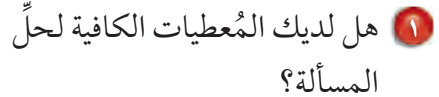 ١ هل لديك المُعطيات الكافية لحلِّ
المسألة؟